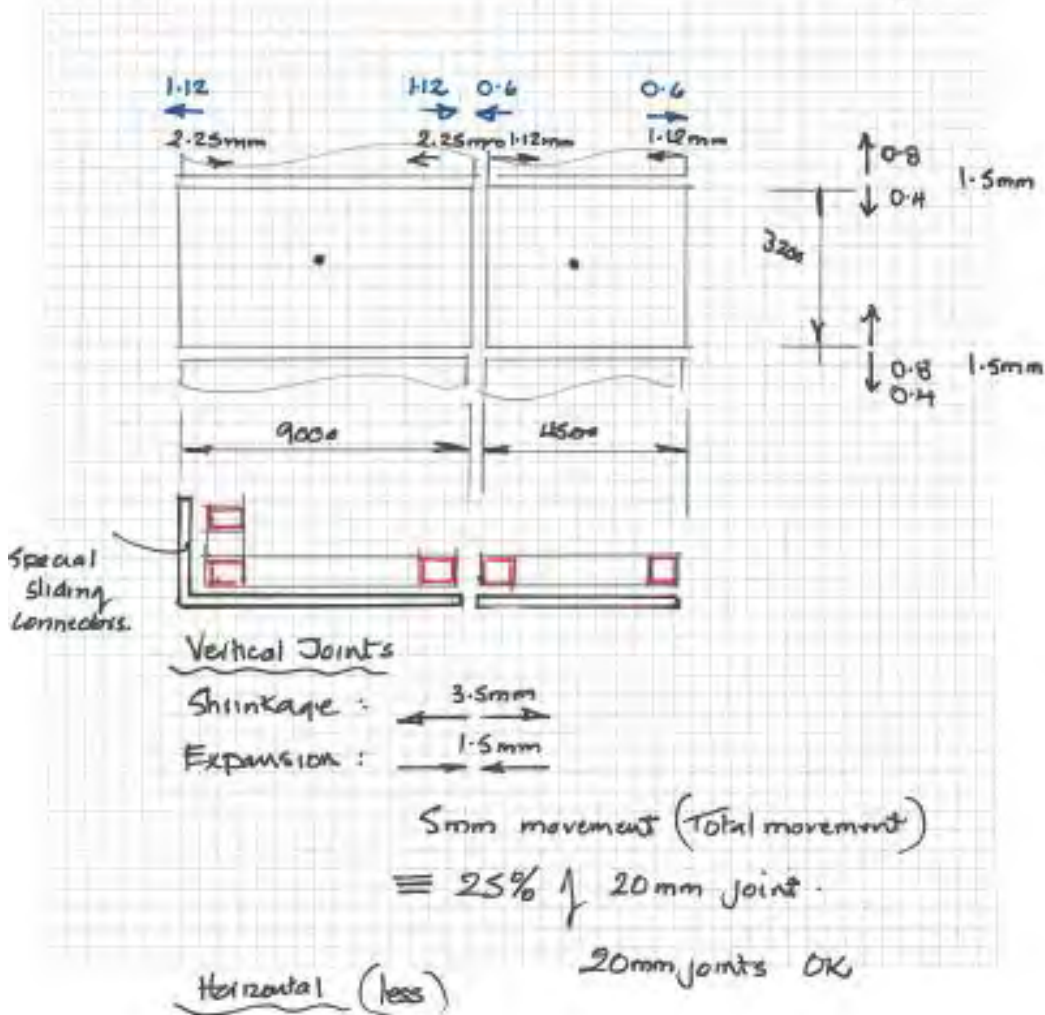 1.12 1.12 0.6 0.6
2.25mm 2.25mm 1.12mm 1.12mm
0.8
1.5mm
0.4
3200
0.8 1.5mm
0.4
9000 4500
Special
sliding
connectors.
Vertical Joints
Shrinkage : 3.5mm
Expansion : 1.5mm
5mm movement (Total movement)
≡ 25% of 20mm joint.
20mm joints OK
Horizontal (less)